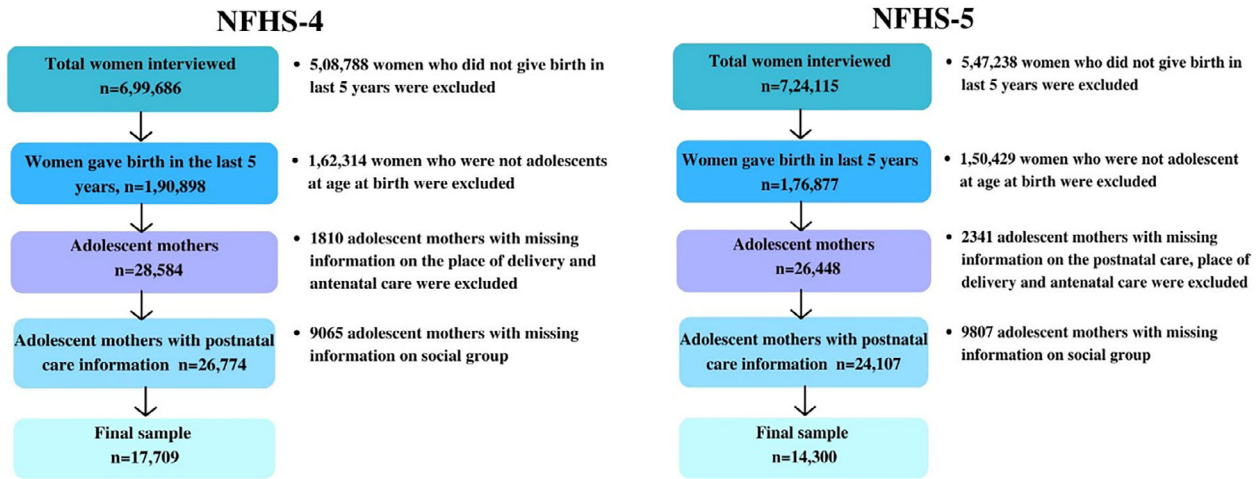 NFHS-4
Total women interviewed
n=6,99,686
• 5,08,788 women who did not give birth in
last 5 years were excluded
Women gave birth in the last 5
years, n=1,90,898
• 1,62,314 women who were not adolescents
at age at birth were excluded
Adolescent mothers
n=28,584
• 1810 adolescent mothers with missing
information on the place of delivery and
antenatal care were excluded
Adolescent mothers with postnatal
care information n=26,774
• 9065 adolescent mothers with missing
information on social group
Final sample
n=17,709
NFHS-5
Total women interviewed
n=7,24,115
• 5,47,238 women who did not give birth in
last 5 years were excluded
Women gave birth in last 5 years
n=1,76,877
• 1,50,429 women who were not adolescent
at age at birth were excluded
Adolescent mothers
n=26,448
• 2341 adolescent mothers with missing
information on the postnatal care, place of
delivery and antenatal care were excluded
Adolescent mothers with postnatal
care information n=24,107
• 9807 adolescent mothers with missing
information on social group
Final sample
n=14,300